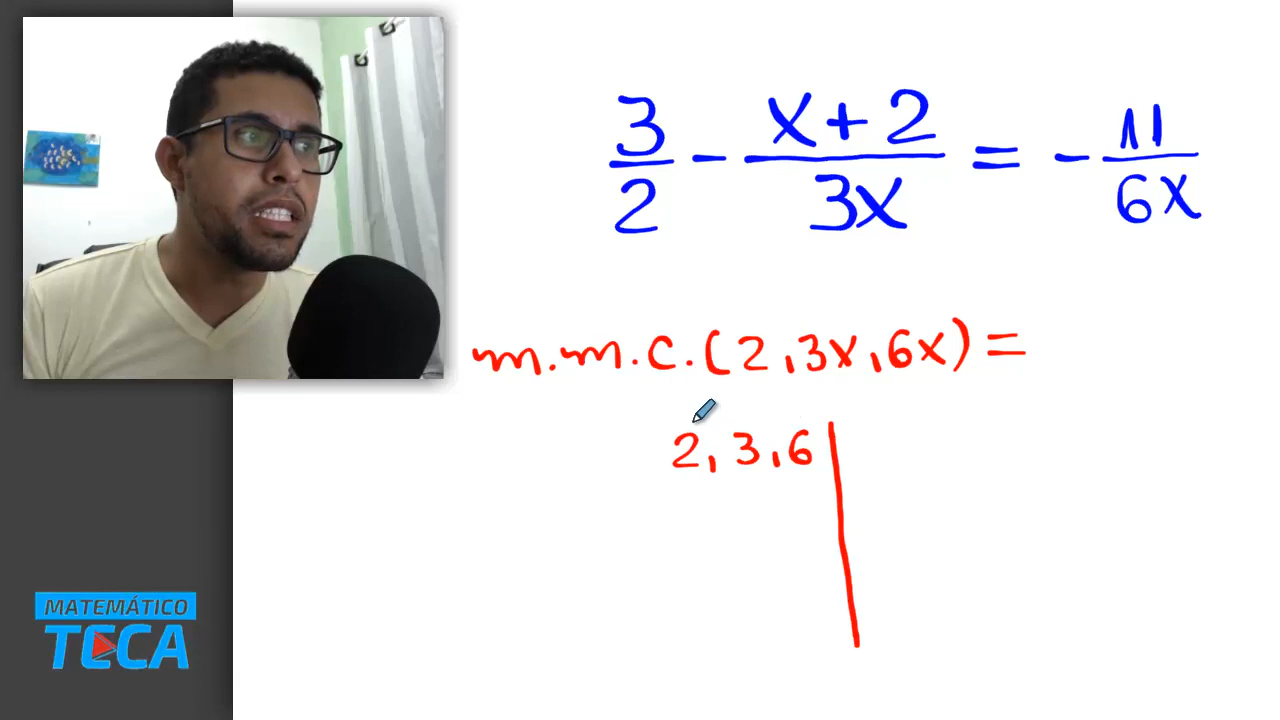 3/2 - x+2/3x = - 11/6x
m.m.c.(2,3x,6x)=
2,3,6
MATEMÁTICO
TECA